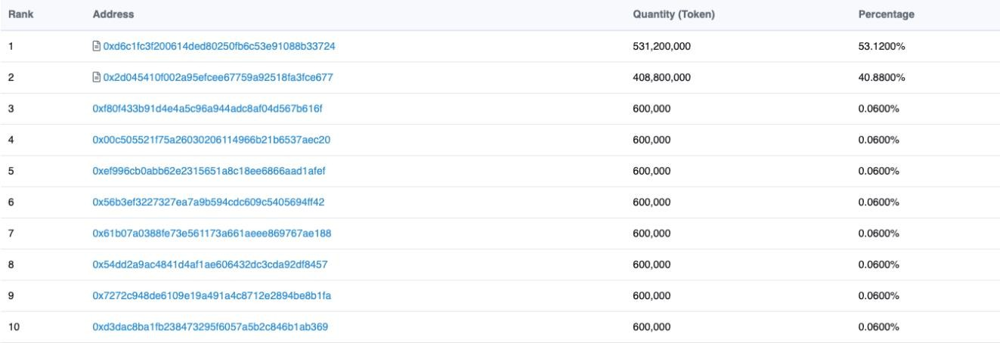 Rank Address Quantity (Token) Percentage
1 0xd6c1fc3f200614ded80250fb6c53e91088b33724 531,200,000 53.1200%
2 0x2d045410f002a95efcee67759a92518fa3fce677 408,800,000 40.8800%
3 0xf80f433b91d4e4a5c96a944adc8af04d567b616f 600,000 0.0600%
4 0x00c505521f75a26030206114966b21b6537aec20 600,000 0.0600%
5 0xef996cb0abb62e2315651a8c18ee6866aad1afef 600,000 0.0600%
6 0x56b3ef3227327ea7a9b594cdc609c5405694ff42 600,000 0.0600%
7 0x61b07a0388fe73e561173a661aeee869767ae188 600,000 0.0600%
8 0x54dd2a9ac4841d4af1ae606432dc3cda92df8457 600,000 0.0600%
9 0x7272c948de6109e19a491a4c8712e2894be8b1fa 600,000 0.0600%
10 0xd3dac8ba1fb238473295f6057a5b2c846b1ab369 600,000 0.0600%